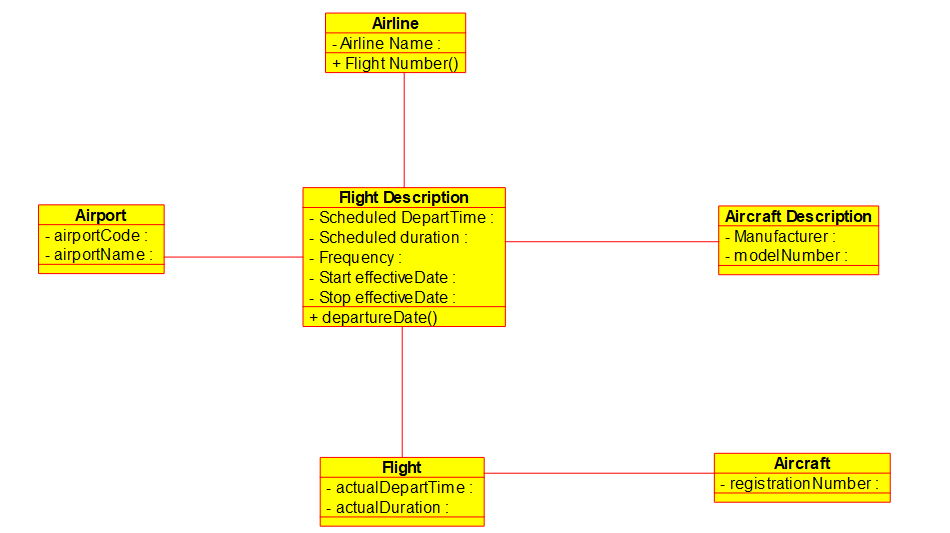 Airline
- Airline Name :
+ Flight Number()
Flight Description
- Scheduled DepartTime :
- Scheduled duration :
- Frequency :
- Start effectiveDate :
- Stop effectiveDate :
+ departureDate()
Airport
- airportCode :
- airportName :
Aircraft Description
- Manufacturer :
- modelNumber :
Flight
- actualDepartTime :
- actualDuration :
Aircraft
- registrationNumber :